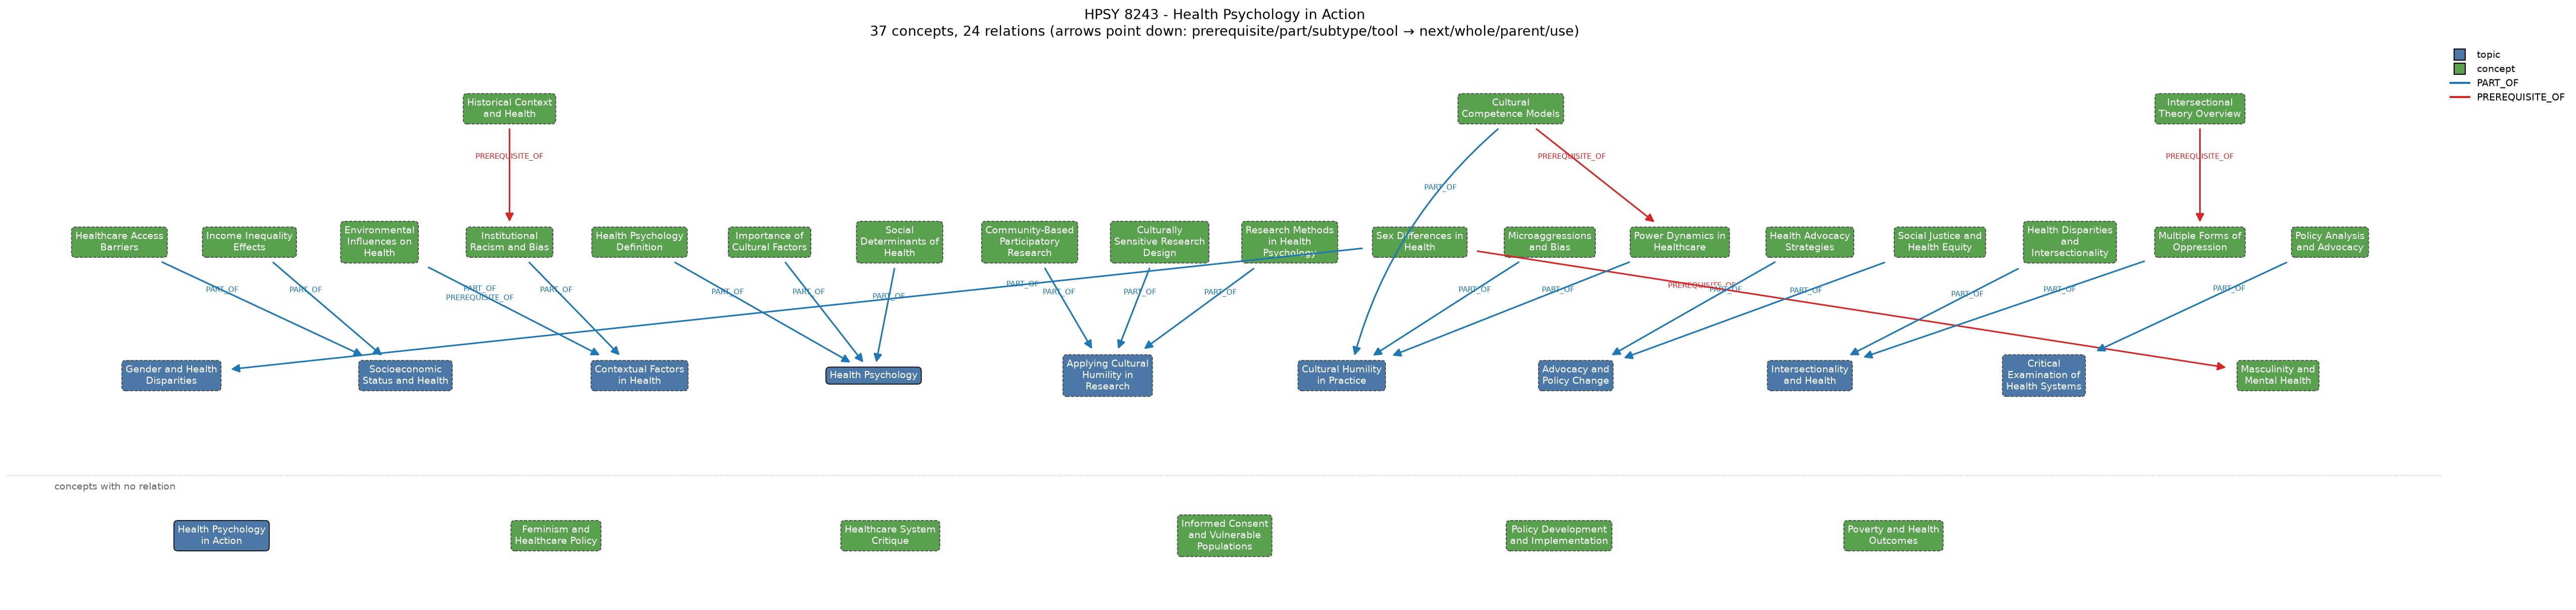 HPSY 8243 - Health Psychology in Action
37 concepts, 24 relations (arrows point down: prerequisite/part/subtype/tool → next/whole/parent/use)
topic
concept
PART_OF
PREREQUISITE_OF
Historical Context
and Health
Cultural
Competence Models
Intersectional
Theory Overview
PREREQUISITE_OF
PREREQUISITE_OF
PREREQUISITE_OF
PART_OF
Healthcare Access
Barriers
Income Inequality
Effects
Environmental
Influences on
Health
Institutional
Racism and Bias
Health Psychology
Definition
Importance of
Cultural Factors
Social
Determinants of
Health
Community-Based
Participatory
Research
Culturally
Sensitive Research
Design
Research Methods
in Health
Psychology
Sex Differences in
Health
Microaggressions
and Bias
Power Dynamics in
Healthcare
Health Advocacy
Strategies
Social Justice and
Health Equity
Health Disparities
and
Intersectionality
Multiple Forms of
Oppression
Policy Analysis
and Advocacy
PART_OF
PART_OF
PART_OF
PREREQUISITE_OF
PART_OF
PART_OF
PART_OF
PART_OF
PART_OF
PART_OF
PART_OF
PART_OF
PART_OF
PART_OF
PREREQUISITE_OF
PART_OF
PART_OF
PART_OF
PART_OF
PART_OF
Gender and Health
Disparities
Socioeconomic
Status and Health
Contextual Factors
in Health
Health Psychology
Applying Cultural
Humility in
Research
Cultural Humility
in Practice
Advocacy and
Policy Change
Intersectionality
and Health
Critical
Examination of
Health Systems
Masculinity and
Mental Health
concepts with no relation
Health Psychology
in Action
Feminism and
Healthcare Policy
Healthcare System
Critique
Informed Consent
and Vulnerable
Populations
Policy Development
and Implementation
Poverty and Health
Outcomes